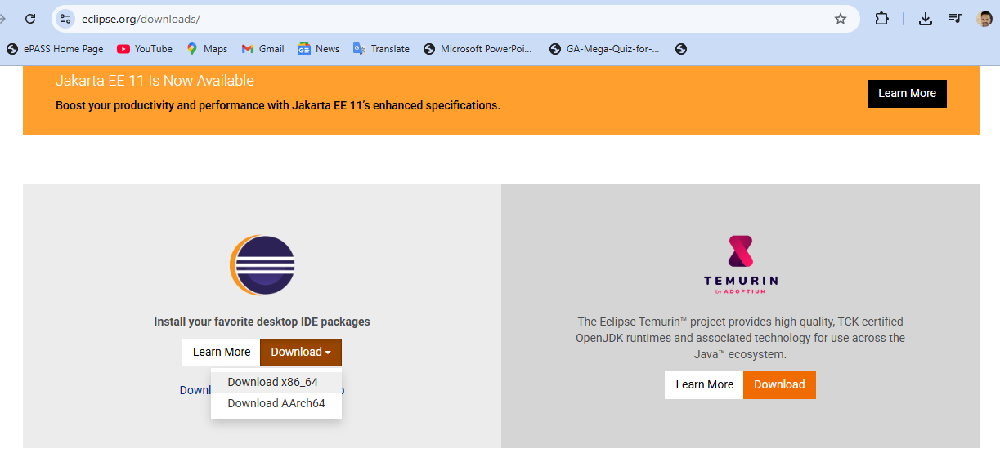 eclipse.org/downloads/
ePASS Home Page YouTube Maps Gmail News Translate Microsoft PowerPoi... GA-Mega-Quiz-for-...
Jakarta EE 11 Is Now Available
Boost your productivity and performance with Jakarta EE 11's enhanced specifications.
Learn More
Install your favorite desktop IDE packages
Learn More Download
Download x86_64
Download AArch64
TEMURIN
by ADOPTIUM
The Eclipse Temurin™ project provides high-quality, TCK certified
OpenJDK runtimes and associated technology for use across the
Java™ ecosystem.
Learn More Download